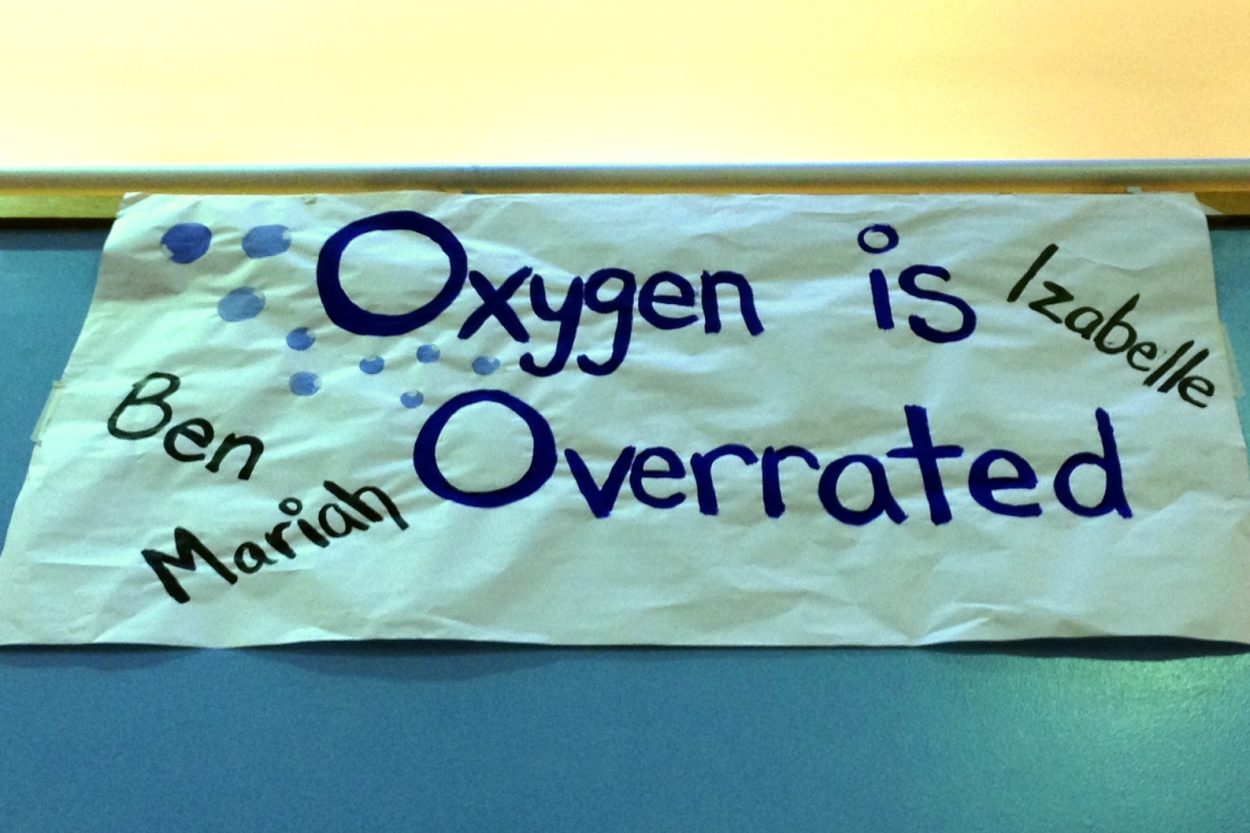 Oxygen is
Overrated
Izabelle
Ben
Mariah